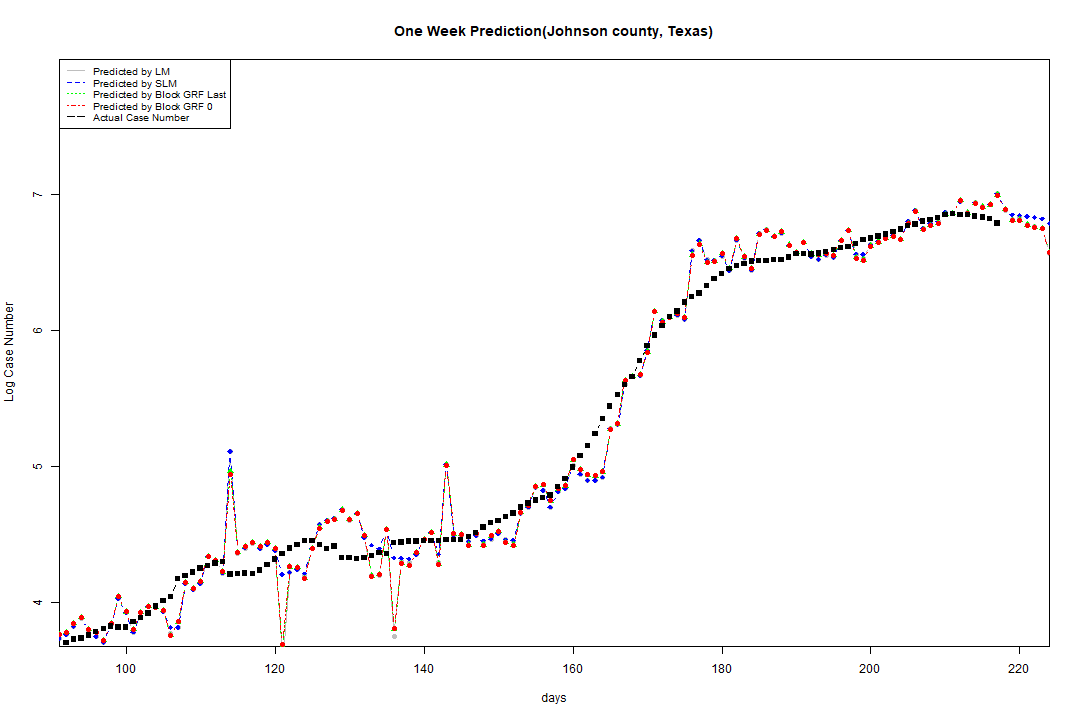 One Week Prediction(Johnson county, Texas)
Predicted by LM
Predicted by SLM
Predicted by Block GRF Last
Predicted by Block GRF 0
Actual Case Number
7
6
5
4
Log Case Number
100
120
140
160
180
200
220
days